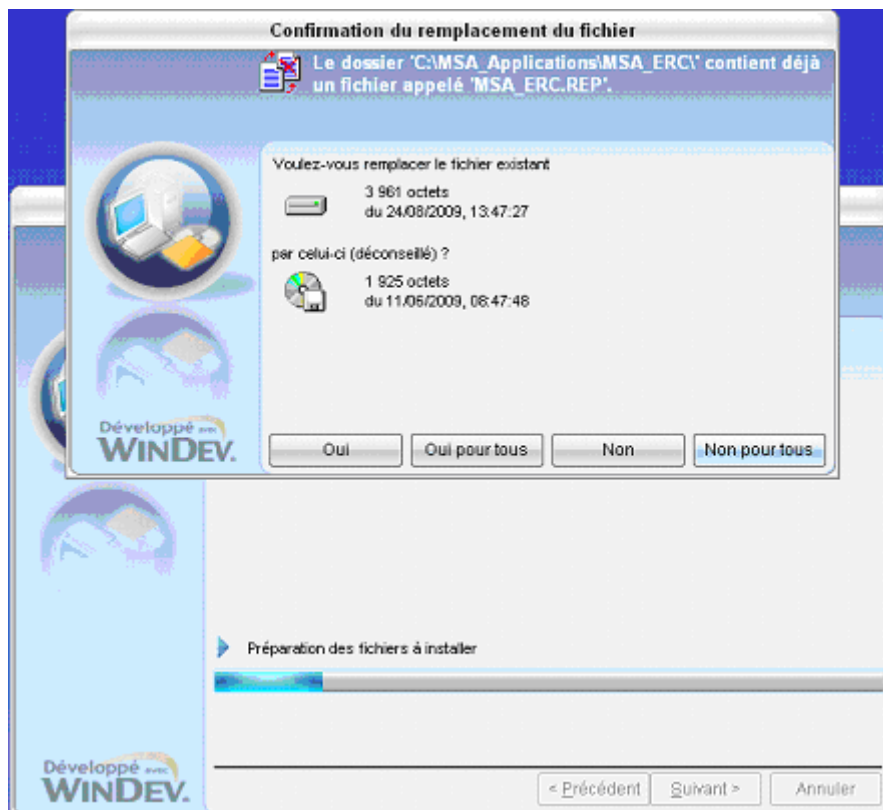 Confirmation du remplacement du fichier
Le dossier 'C:\MSA_Applications\MSA_ERC\' contient déjà
un fichier appelé 'MSA_ERC.REP'.
Voulez-vous remplacer le fichier existant
3 961 octets
du 24/08/2009, 13:47:27
par celui-ci (déconseillé) ?
1 925 octets
du 11/06/2009, 08:47:48
Développé avec
WINDEV.
Oui
Oui pour tous
Non
Non pour tous
Préparation des fichiers à installer
Développé avec
WINDEV.
< Précédent
Suivant >
Annuler